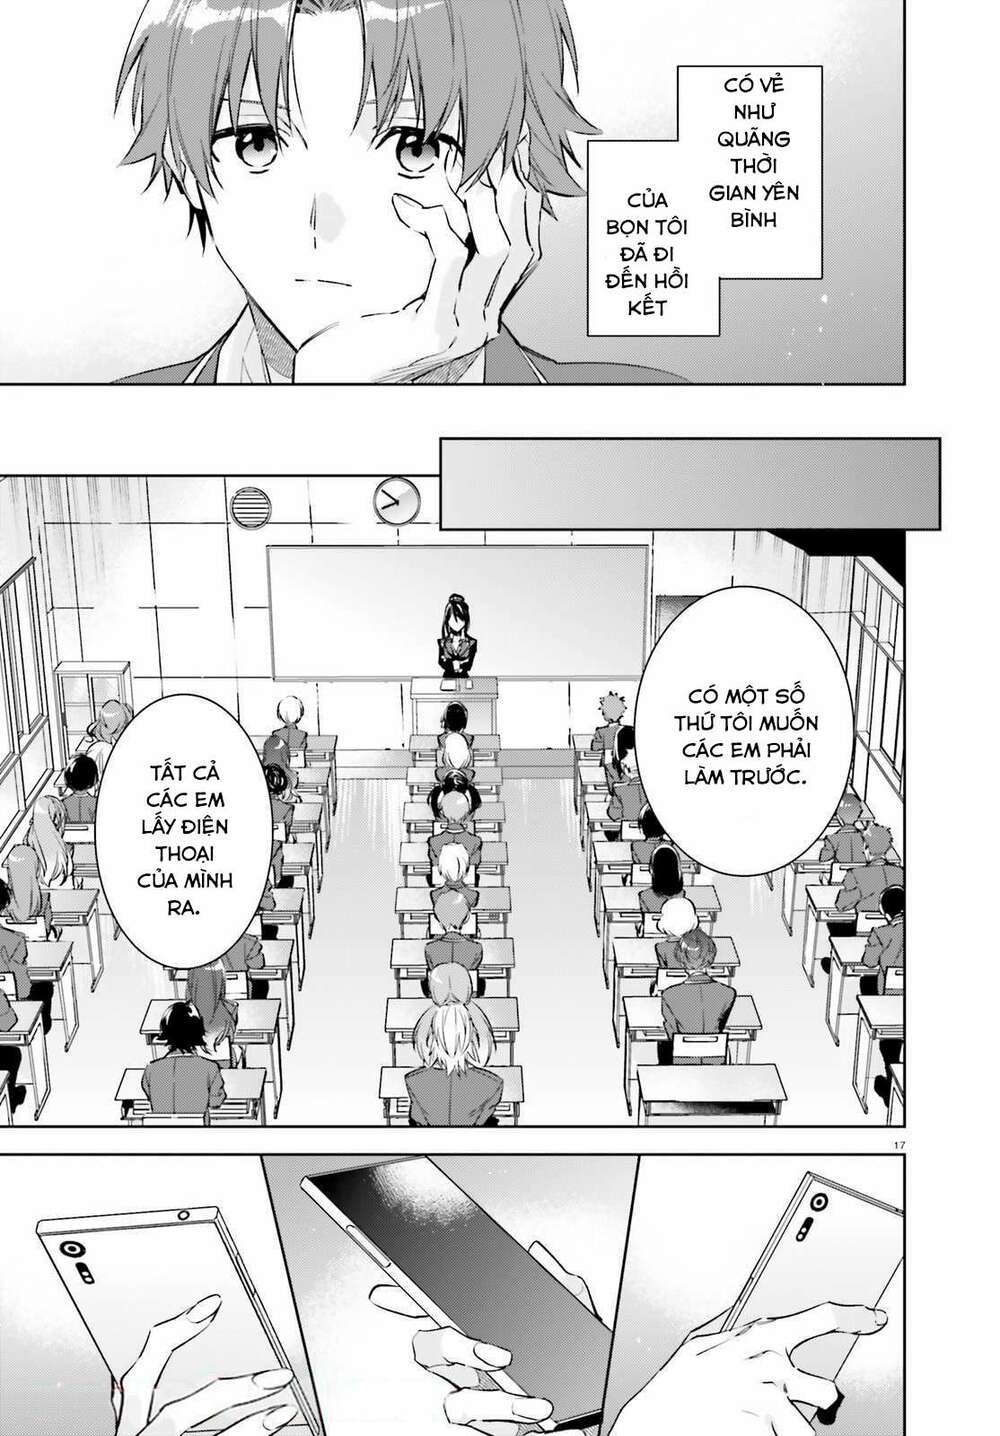 CÓ VẺ
NHƯ
QUÃNG
THỜI
GIAN YÊN
BÌNH
CỦA
BỌN TÔI
ĐÃ ĐI
ĐẾN HỒI
KẾT
CÓ MỘT SỐ
THỨ TÔI MUỐN
CÁC EM PHẢI
LÀM TRƯỚC.
TẤT CẢ
CÁC EM
LẤY ĐIỆN
THOẠI
CỦA MÌNH
RA.
17